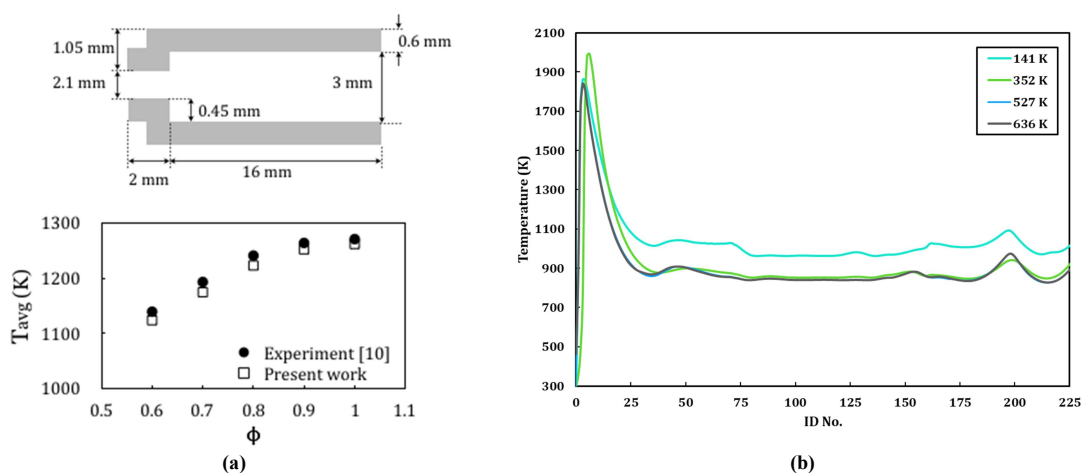 1.05 mm
2.1 mm
0.6 mm
3 mm
0.45 mm
2 mm
16 mm
1300
1200
1100
1000
Tavg (K)
Experiment [10]
Present work
0.5 0.6 0.7 0.8 0.9 1 1.1
ϕ
(a)
2100
1900
1700
1500
1300
1100
900
700
500
300
Temperature (K)
141 K
352 K
527 K
636 K
0 25 50 75 100 125 150 175 200 225
ID No.
(b)